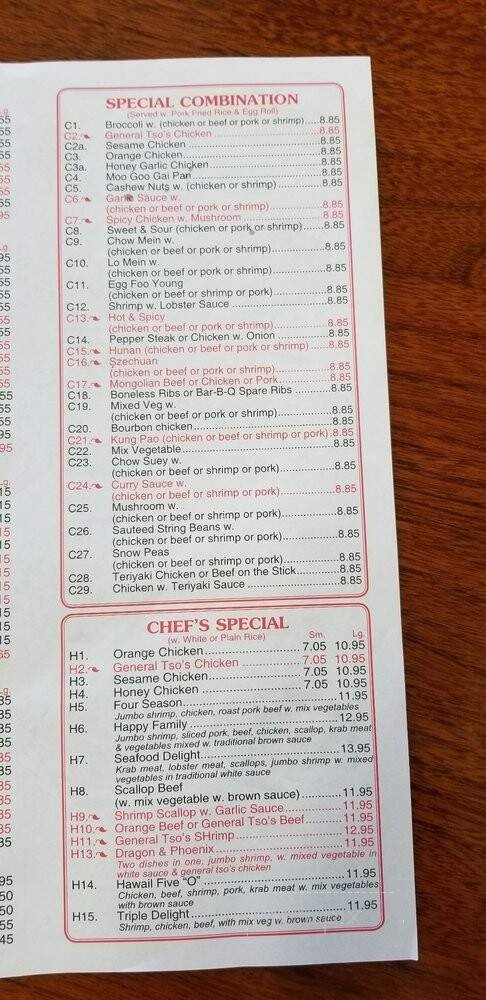 SPECIAL COMBINATION
(Served w. Pork Fried Rice & Egg Roll)
C1. Broccoli w. (chicken or beef or pork or shrimp).....8.85
C2. General Tso's Chicken...8.85
C2a. Sesame Chicken...8.85
C3. Orange Chicken...8.85
C3a. Honey Garlic Chicken...8.85
C4. Moo Goo Gai Pan...8.85
C5. Cashew Nuts w. (chicken or shrimp)...8.85
C6. Garlic Sauce w.
(chicken or beef or pork or shrimp)...8.85
C7. Spicy Chicken w. Mushroom...8.85
C8. Sweet & Sour (chicken or pork or shrimp)......8.85
C9. Chow Mein w.
(chicken or beef or pork or shrimp)...8.85
C10. Lo Mein w.
(chicken or beef or pork or shrimp)...8.85
C11. Egg Foo Young
(chicken or beef or shrimp or pork)...8.85
C12. Shrimp w. Lobster Sauce...8.85
C13. Hot & Spicy
(chicken or beef or pork or shrimp)...8.85
C14. Pepper Steak or Chicken w. Onion...8.85
C15. Hunan (chicken or beef or pork or shrimp)...8.85
C16. Szechuan
(chicken or beef or pork or shrimp)...8.85
C17. Mongolian Beef or Chicken or Pork...8.85
C18. Boneless Ribs or Bar-B-Q Spare Ribs...8.85
C19. Mixed Veg w.
(chicken or beef or pork or shrimp)...8.85
C20. Bourbon chicken...8.85
C21. Kung Pao (chicken or beef or shrimp or pork).8.85
C22. Mix Vegetable...8.85
C23. Chow Suey w.
(chicken or beef or shrimp or pork)...8.85
C24. Curry Sauce w.
(chicken or beef or shrimp or pork)...8.85
C25. Mushroom w.
(chicken or beef or shrimp or pork)...8.85
C26. Sauteed String Beans w.
(chicken or beef or shrimp or pork)...8.85
C27. Snow Peas
(chicken or beef or shrimp or pork)...8.85
C28. Teriyaki Chicken or Beef on the Stick...8.85
C29. Chicken w. Teriyaki Sauce...8.85
CHEF'S SPECIAL
(w. White or Plain Rice)
Sm. Lg.
H1. Orange Chicken...7.05 10.95
H2. General Tso's Chicken...7.05 10.95
H3. Sesame Chicken...7.05 10.95
H4. Honey Chicken...7.05 10.95
H5. Four Season...11.95
Jumbo shrimp, chicken, roast pork beef w. mix vegetables
H6. Happy Family...12.95
Jumbo shrimp, sliced pork, beef, chicken, scallop, krab meat
& vegetables mixed w. traditional brown sauce
H7. Seafood Delight...13.95
Krab meat, lobster meat, scallops, jumbo shrimp w. mixed
vegetables in traditional white sauce
H8. Scallop Beef
(w. mix vegetable w. brown sauce)...11.95
H9. Shrimp Scallop w. Garlic Sauce...11.95
H10. Orange Beef or General Tso's Beef...11.95
H11. General Tso's SHrimp...12.95
H13. Dragon & Phoenix...11.95
Two dishes in one, jumbo shrimp, w. mixed vegetable in
white sauce & general tso's chicken
H14. Hawaii Five "O"...11.95
Chicken, beef, shrimp, pork, krab meat w. mix vegetables
with brown sauce
H15. Triple Delight...11.95
Shrimp, chicken, beef, with mix veg w. brown sauce